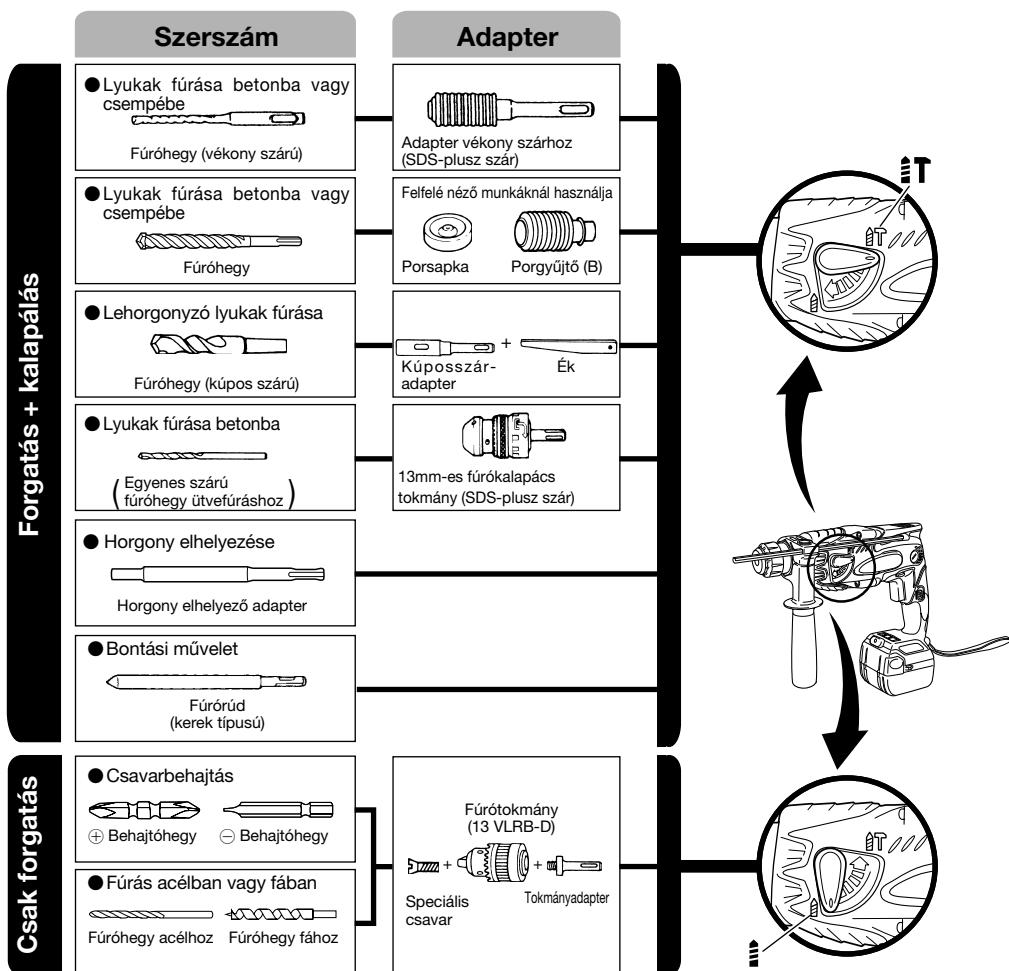 Szerszám
Adapter
Forgatás + kalapálás
● Lyukak fúrása betonba vagy
csempébe
Fúróhegy (vékony szárú)
Adapter vékony szárhoz
(SDS-plusz szár)
● Lyukak fúrása betonba vagy
csempébe
Fúróhegy
Felfelé néző munkáknál használja
Porsapka
Porgyűjtő (B)
● Lehorgonyzó lyukak fúrása
Fúróhegy (kúpos szárú)
+
Kúposszár-
adapter
Ék
● Lyukak fúrása betonba
( Egyenes szárú
fúróhegy ütvefúráshoz )
13mm-es fúrókalapács
tokmány (SDS-plusz szár)
● Horgony elhelyezése
Horgony elhelyező adapter
● Bontási művelet
Fúrórúd
(kerek típusú)
Csak forgatás
● Csavarbehajtás
⊕ Behajtóhegy
⊖ Behajtóhegy
● Fúrás acélban vagy fában
Fúróhegy acélhoz
Fúróhegy fához
Fúrótokmány
(13 VLRB-D)
+ +
Speciális
csavar
Tokmányadapter